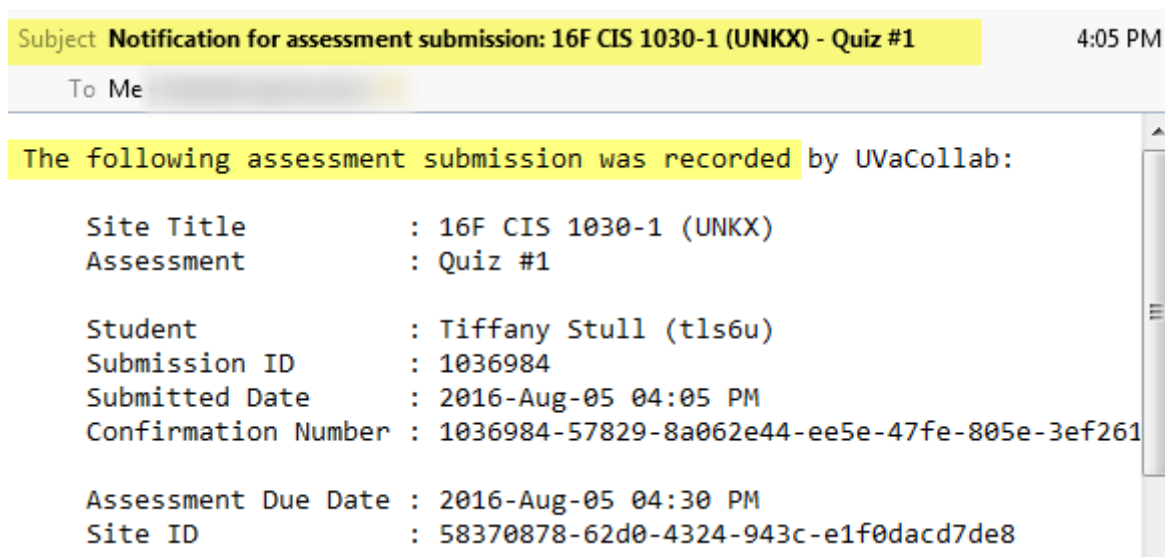 Subject Notification for assessment submission: 16F CIS 1030-1 (UNKX) - Quiz #1 4:05 PM
To Me
The following assessment submission was recorded by UVaCollab:
Site Title : 16F CIS 1030-1 (UNKX)
Assessment : Quiz #1
Student : Tiffany Stull (tls6u)
Submission ID : 1036984
Submitted Date : 2016-Aug-05 04:05 PM
Confirmation Number : 1036984-57829-8a062e44-ee5e-47fe-805e-3ef261
Assessment Due Date : 2016-Aug-05 04:30 PM
Site ID : 58370878-62d0-4324-943c-e1f0dacd7de8